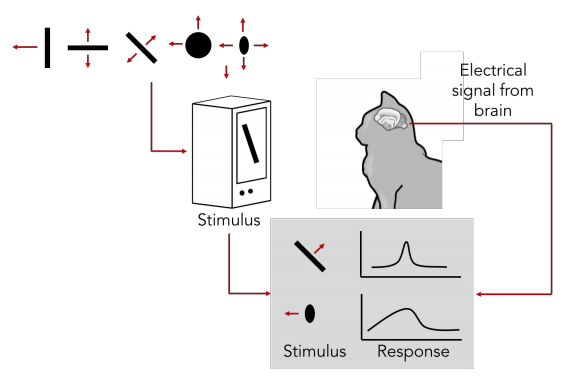 Electrical
signal from
brain
Stimulus
Stimulus
Response